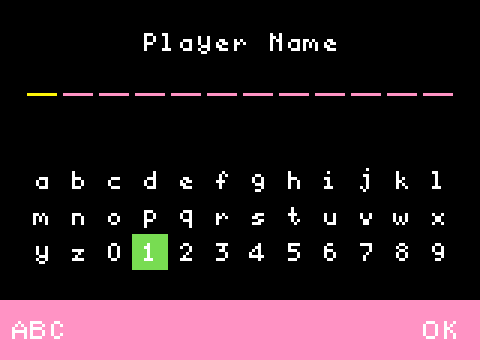 Player Name
a b c d e f g h i j k l
m n o p q r s t u v w x
y z 0 1 2 3 4 5 6 7 8 9
ABC OK